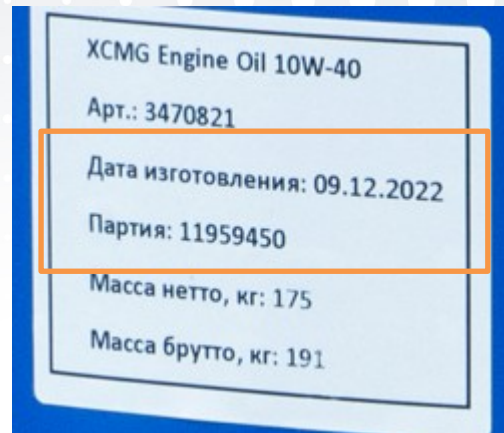 XCMG Engine Oil 10W-40
Арт.: 3470821
Дата изготовления: 09.12.2022
Партия: 11959450
Масса нетто, кг: 175
Масса брутто, кг: 191